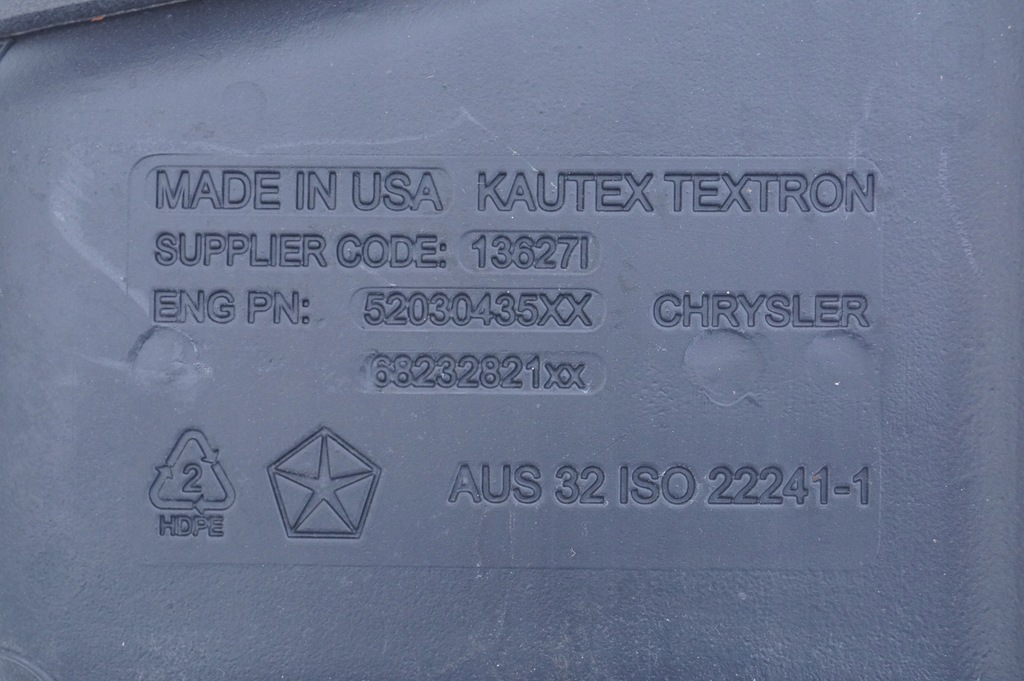 MADE IN USA KAUTEX TEXTRON
SUPPLIER CODE: 13627I
ENG PN: 52030435XX CHRYSLER
68232821xx
2
HDPE
AUS 32 ISO 22241-1